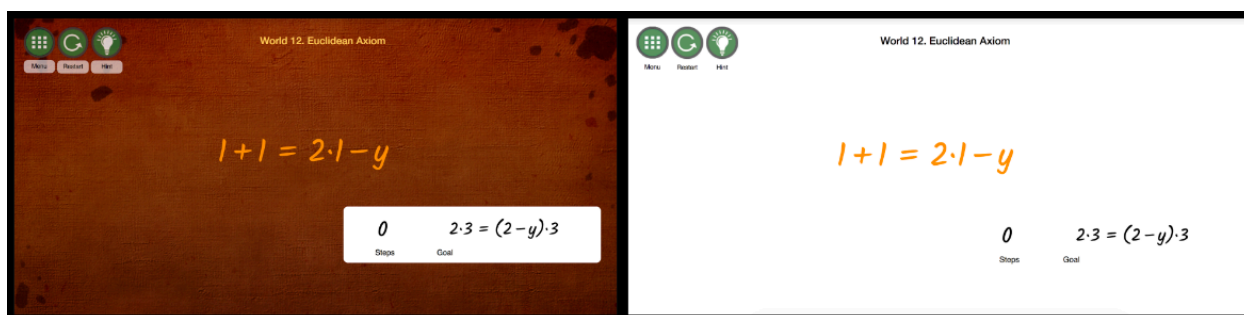 World 12. Euclidean Axiom
Menu Restart Hint
1+1 = 2·1−y
0 2·3 = (2−y)·3
Steps Goal
World 12. Euclidean Axiom
Menu Restart Hint
1+1 = 2·1−y
0 2·3 = (2−y)·3
Steps Goal